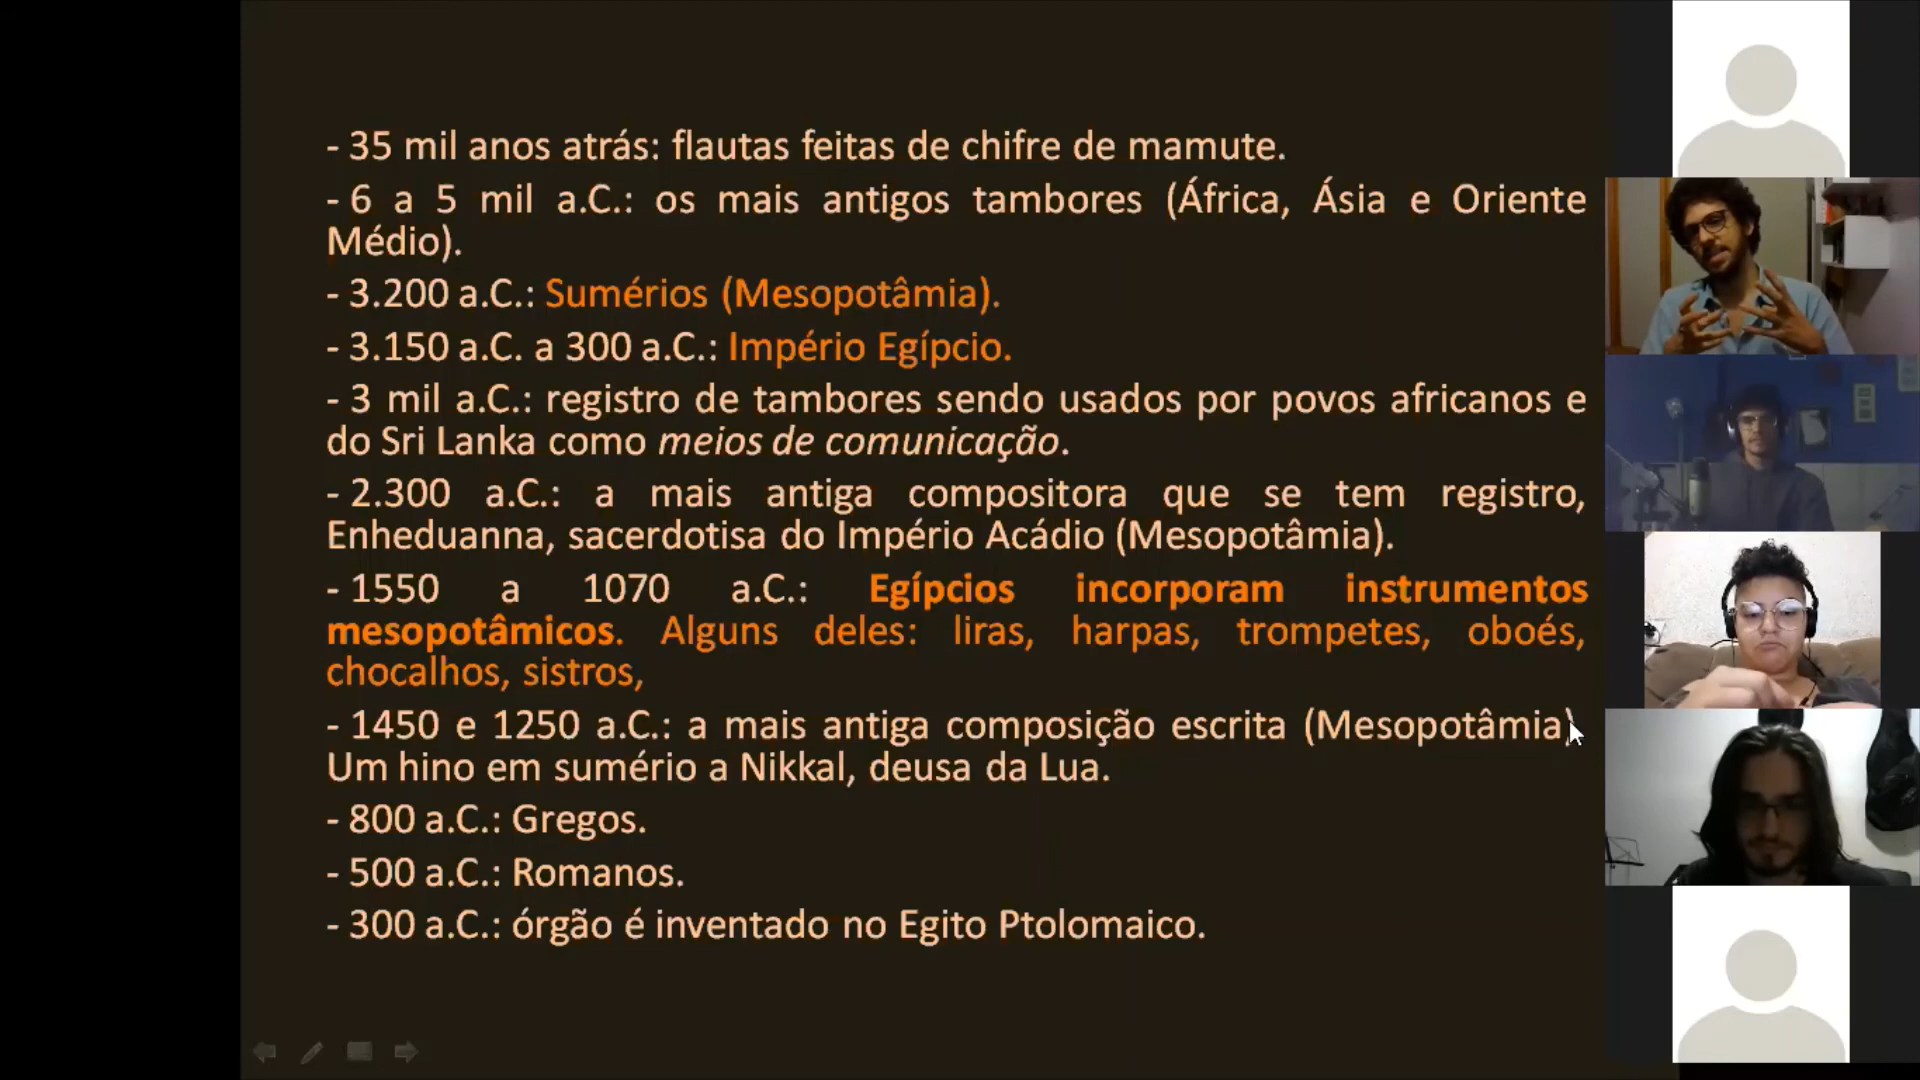 - 35 mil anos atrás: flautas feitas de chifre de mamute.
- 6 a 5 mil a.C.: os mais antigos tambores (África, Ásia e Oriente
Médio).
- 3.200 a.C.: Sumérios (Mesopotâmia).
- 3.150 a.C. a 300 a.C.: Império Egípcio.
- 3 mil a.C.: registro de tambores sendo usados por povos africanos e
do Sri Lanka como meios de comunicação.
- 2.300 a.C.: a mais antiga compositora que se tem registro,
Enheduanna, sacerdotisa do Império Acádio (Mesopotâmia).
- 1550 a 1070 a.C.: Egípcios incorporam instrumentos
mesopotâmicos. Alguns deles: liras, harpas, trompetes, oboés,
chocalhos, sistros,
- 1450 e 1250 a.C.: a mais antiga composição escrita (Mesopotâmia).
Um hino em sumério a Nikkal, deusa da Lua.
- 800 a.C.: Gregos.
- 500 a.C.: Romanos.
- 300 a.C.: órgão é inventado no Egito Ptolomaico.